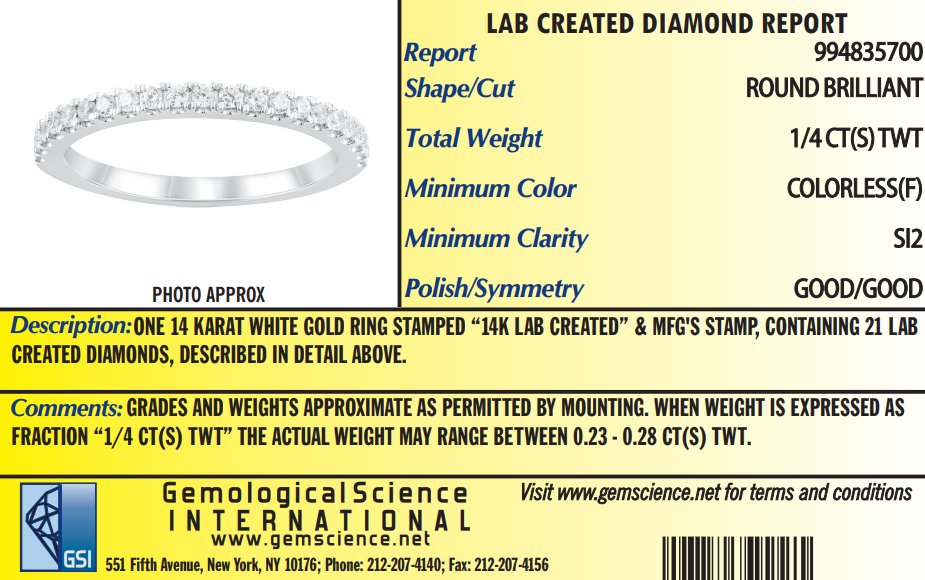 LAB CREATED DIAMOND REPORT
Report 994835700
Shape/Cut ROUND BRILLIANT
Total Weight 1/4 CT(S) TWT
Minimum Color COLORLESS(F)
Minimum Clarity SI2
Polish/Symmetry GOOD/GOOD
PHOTO APPROX
Description: ONE 14 KARAT WHITE GOLD RING STAMPED “14K LAB CREATED” & MFG'S STAMP, CONTAINING 21 LAB
CREATED DIAMONDS, DESCRIBED IN DETAIL ABOVE.
Comments: GRADES AND WEIGHTS APPROXIMATE AS PERMITTED BY MOUNTING. WHEN WEIGHT IS EXPRESSED AS
FRACTION “1/4 CT(S) TWT” THE ACTUAL WEIGHT MAY RANGE BETWEEN 0.23 - 0.28 CT(S) TWT.
GSI
GemologicalScience
INTERNATIONAL
www.gemscience.net
551 Fifth Avenue, New York, NY 10176; Phone: 212-207-4140; Fax: 212-207-4156
Visit www.gemscience.net for terms and conditions